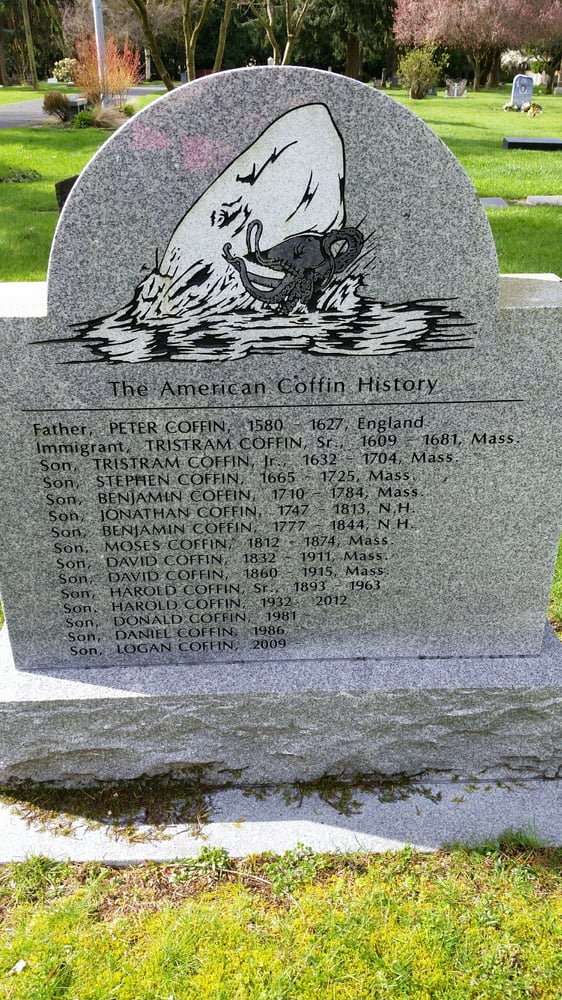 The American Coffin History
Father, PETER COFFIN, 1580 - 1627, England
Immigrant, TRISTRAM COFFIN, Sr., 1609 - 1681, Mass.
Son, TRISTRAM COFFIN, Jr., 1632 - 1704, Mass.
Son, STEPHEN COFFIN, 1665 - 1725, Mass.
Son, BENJAMIN COFFIN, 1710 - 1784, Mass.
Son, JONATHAN COFFIN, 1747 - 1813, N.H.
Son, BENJAMIN COFFIN, 1777 - 1844, N.H.
Son, MOSES COFFIN, 1812 - 1874, Mass.
Son, DAVID COFFIN, 1832 - 1911, Mass.
Son, DAVID COFFIN, 1860 - 1915, Mass.
Son, HAROLD COFFIN, Sr., 1893 - 1963
Son, HAROLD COFFIN, 1932 - 2012
Son, DONALD COFFIN, 1981
Son, DANIEL COFFIN, 1986
Son, LOGAN COFFIN, 2009